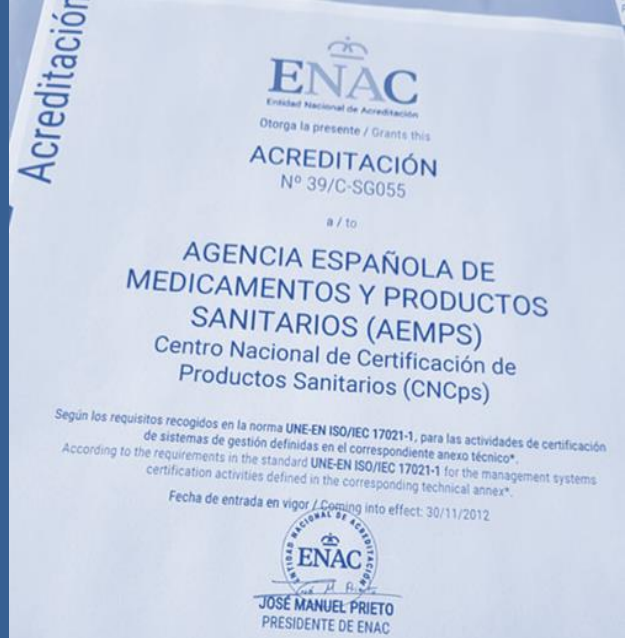 Acreditación
ENAC
Entidad Nacional de Acreditación
Otorga la presente / Grants this
ACREDITACIÓN
Nº 39/C-SG055
a / to
AGENCIA ESPAÑOLA DE
MEDICAMENTOS Y PRODUCTOS
SANITARIOS (AEMPS)
Centro Nacional de Certificación de
Productos Sanitarios (CNCps)
Según los requisitos recogidos en la norma UNE-EN ISO/IEC 17021-1, para las actividades de certificación
de sistemas de gestión definidas en el correspondiente anexo técnico*.
According to the requirements in the standard UNE-EN ISO/IEC 17021-1 for the management systems
certification activities defined in the corresponding technical annex*.
Fecha de entrada en vigor / Coming into effect: 30/11/2012
ENTIDAD NACIONAL DE ACREDITACIÓN
ENAC
JOSÉ MANUEL PRIETO
PRESIDENTE DE ENAC